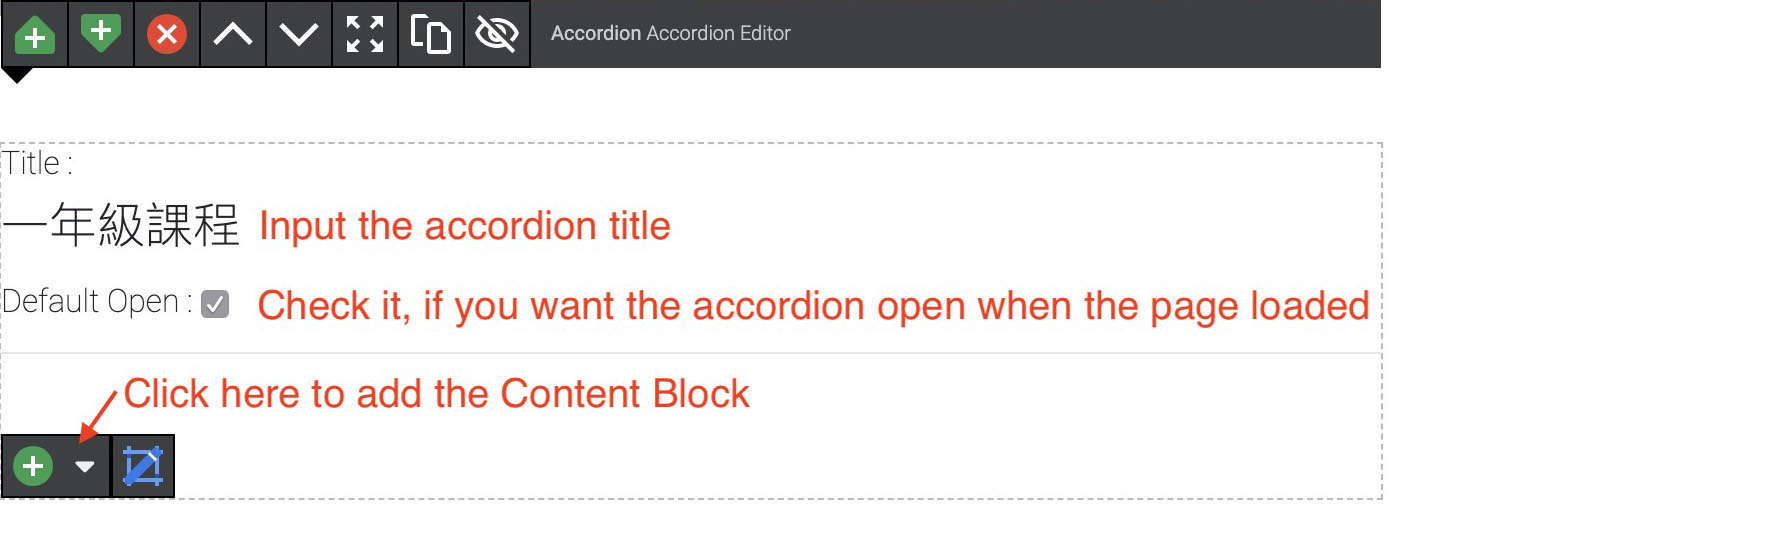 Accordion Accordion Editor
Title :
一年級課程 Input the accordion title
Default Open : Check it, if you want the accordion open when the page loaded
Click here to add the Content Block